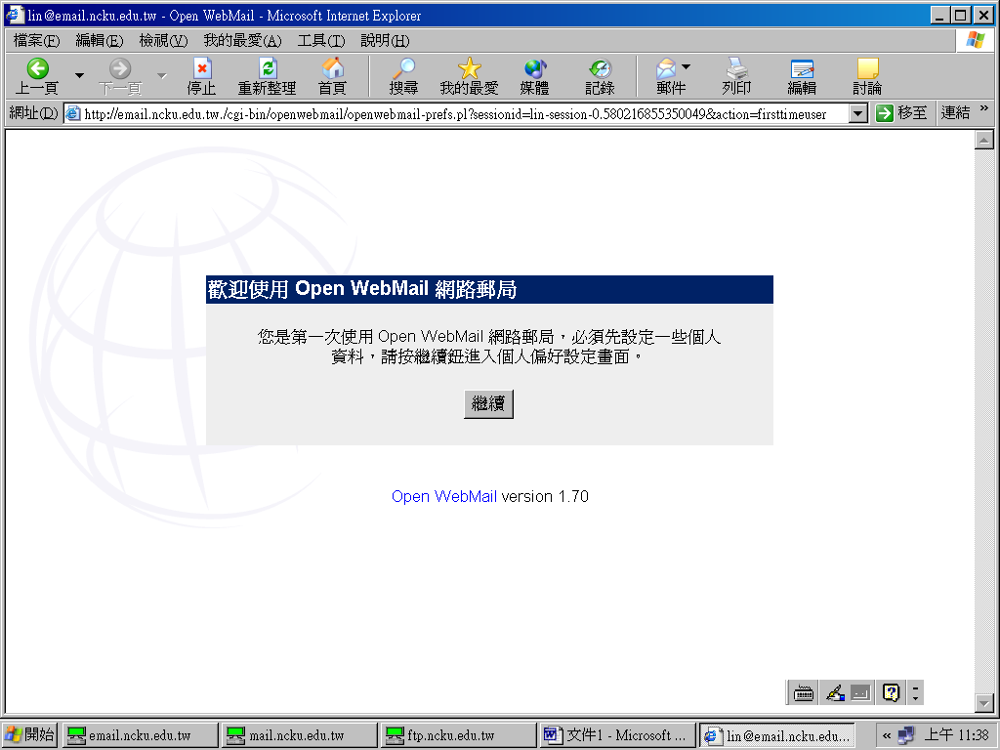 lin@email.ncku.edu.tw - Open WebMail - Microsoft Internet Explorer
檔案(F) 編輯(E) 檢視(V) 我的最愛(A) 工具(T) 說明(H)
上一頁 下一頁 停止 重新整理 首頁 搜尋 我的最愛 媒體 記錄 郵件 列印 編輯 討論
網址(D) http://email.ncku.edu.tw./cgi-bin/openwebmail/openwebmail-prefs.pl?sessionid=lin-session-0.580216855350049&action=firsttimeuser 移至 連結 »
歡迎使用 Open WebMail 網路郵局
您是第一次使用 Open WebMail 網路郵局，必須先設定一些個人
資料，請按繼續鈕進入個人偏好設定畫面。
繼續
Open WebMail version 1.70
開始 email.ncku.edu.tw mail.ncku.edu.tw ftp.ncku.edu.tw 文件1 - Microsoft ... lin@email.ncku.edu... « 上午 11:38